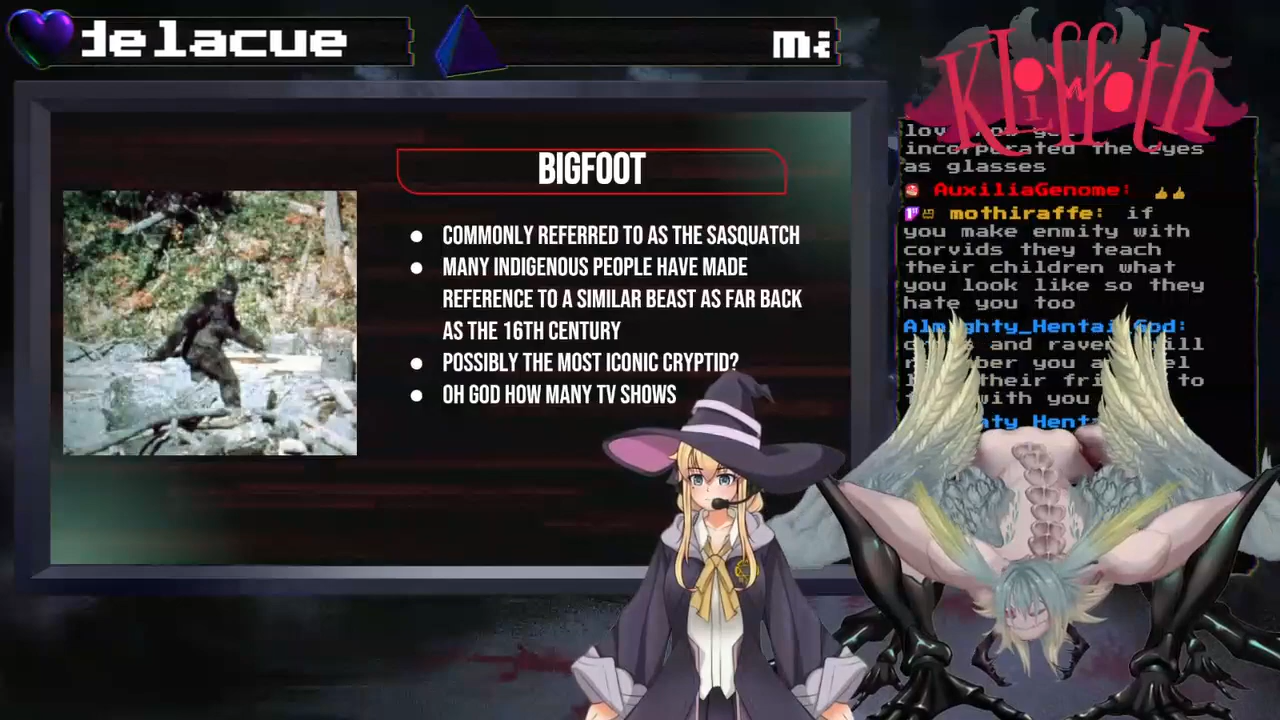 delacue
Kliffoth
BIGFOOT
COMMONLY REFERRED TO AS THE SASQUATCH
MANY INDIGENOUS PEOPLE HAVE MADE
REFERENCE TO A SIMILAR BEAST AS FAR BACK
AS THE 16TH CENTURY
POSSIBLY THE MOST ICONIC CRYPTID?
OH GOD HOW MANY TV SHOWS
incorporated the eyes
as glasses
AuxiliaGenome:
mothiraffe: if
you make enmity with
corvids they teach
their children what
you look like so they
hate you too
and
their to
with you